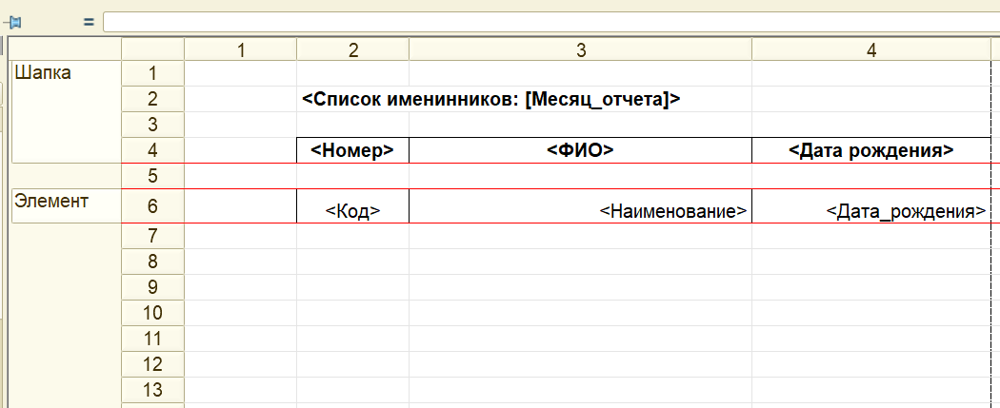 =
1 2 3 4
Шапка 1
2 <Список именинников: [Месяц_отчета]>
3
4 <Номер> <ФИО> <Дата рождения>
5
Элемент 6 <Код> <Наименование> <Дата_рождения>
7
8
9
10
11
12
13